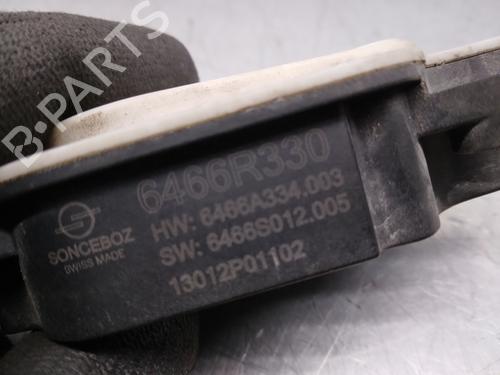 B-PARTS
6466R330
HW: 6466A334.003
SW: 6466S012.005
13012P01102
SONCEBOZ
SWISS MADE